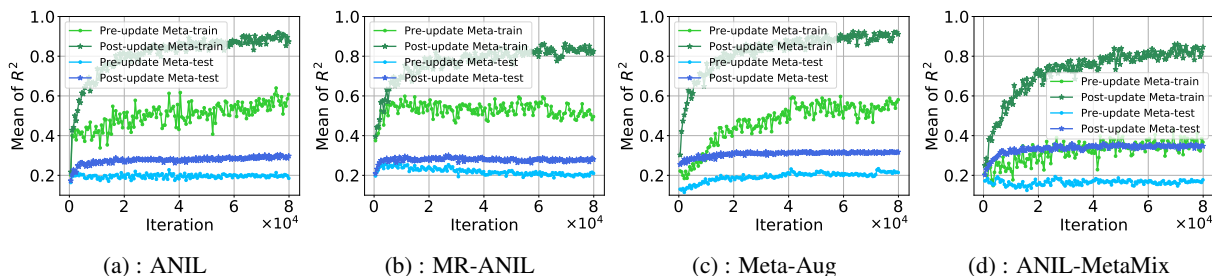 Mean of R²
1.0
0.8
0.6
0.4
0.2
Pre-update Meta-train
Post-update Meta-train
Pre-update Meta-test
Post-update Meta-test
0 2 4 6 8
×10⁴
Iteration
(a) : ANIL
Mean of R²
1.0
0.8
0.6
0.4
0.2
Pre-update Meta-train
Post-update Meta-train
Pre-update Meta-test
Post-update Meta-test
0 2 4 6 8
×10⁴
Iteration
(b) : MR-ANIL
Mean of R²
1.0
0.8
0.6
0.4
0.2
Pre-update Meta-train
Post-update Meta-train
Pre-update Meta-test
Post-update Meta-test
0 2 4 6 8
×10⁴
Iteration
(c) : Meta-Aug
Mean of R²
1.0
0.8
0.6
0.4
0.2
Pre-update Meta-train
Post-update Meta-train
Pre-update Meta-test
Post-update Meta-test
0 2 4 6 8
×10⁴
Iteration
(d) : ANIL-MetaMix